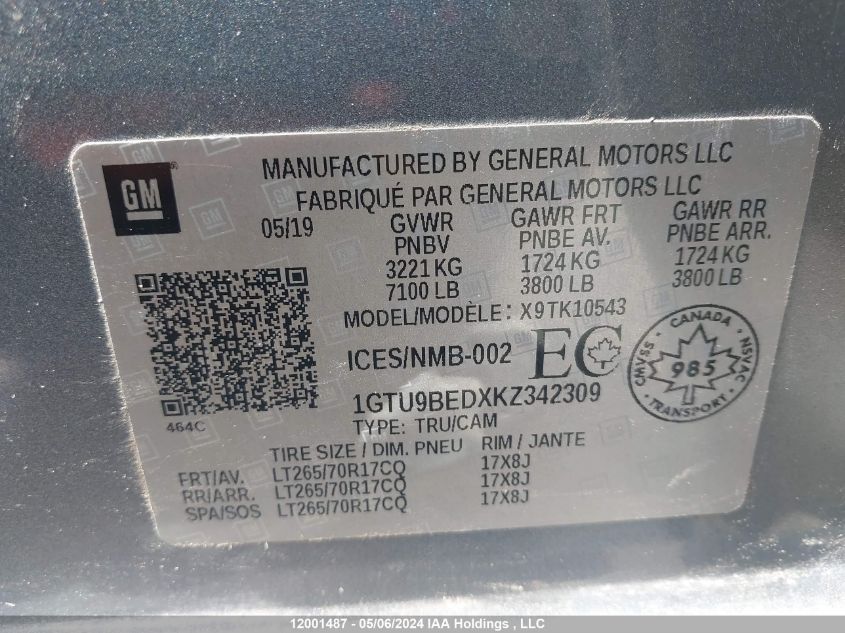 GM
MANUFACTURED BY GENERAL MOTORS LLC
FABRIQUÉ PAR GENERAL MOTORS LLC
05/19 GVWR GAWR FRT GAWR RR
PNBV PNBE AV. PNBE ARR.
3221 KG 1724 KG 1724 KG
7100 LB 3800 LB 3800 LB
MODEL/MODÈLE: X9TK10543
ICES/NMB-002 EC
CANADA
CMVSS 985 NSVAC
TRANSPORT
1GTU9BEDXKZ342309
464C
TYPE: TRU/CAM
TIRE SIZE / DIM. PNEU RIM / JANTE
FRT/AV. LT265/70R17CQ 17X8J
RR/ARR. LT265/70R17CQ 17X8J
SPA/SOS LT265/70R17CQ 17X8J
12001487 - 05/06/2024 IAA Holdings , LLC